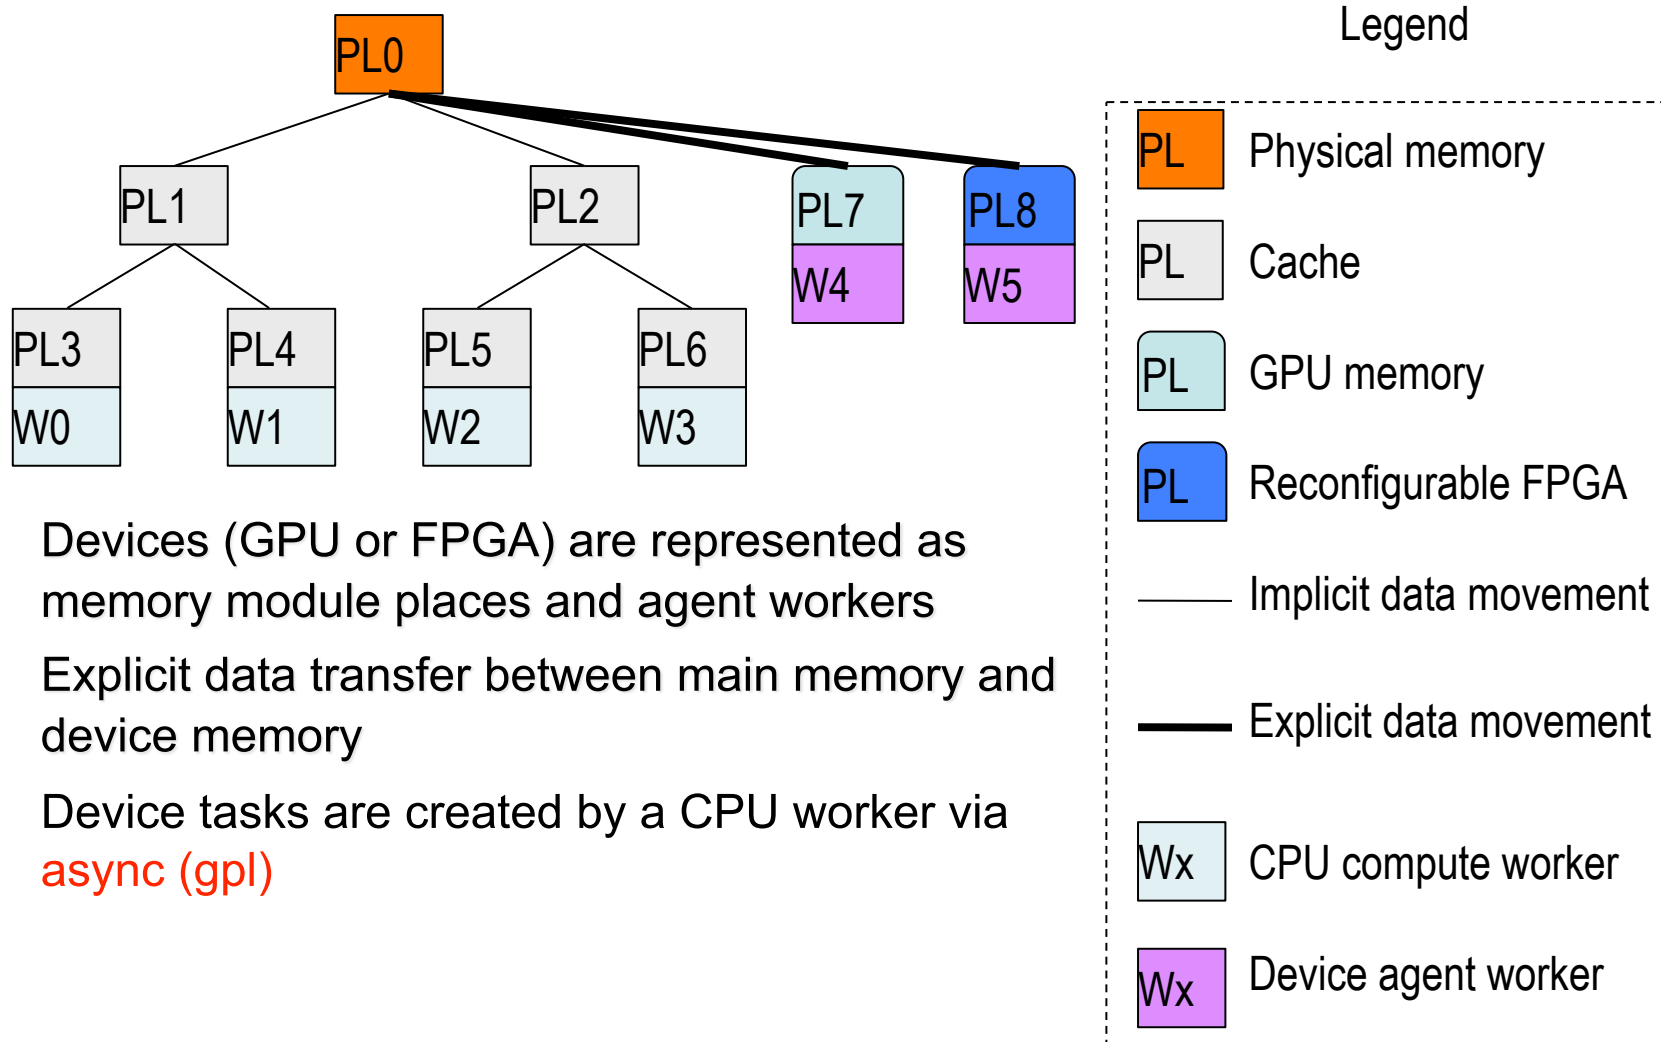 PL0
PL1
PL2
PL7
PL8
W4
W5
PL3
PL4
PL5
PL6
W0
W1
W2
W3
Devices (GPU or FPGA) are represented as
memory module places and agent workers
Explicit data transfer between main memory and
device memory
Device tasks are created by a CPU worker via
async (gpl)
Legend
PL Physical memory
PL Cache
PL GPU memory
PL Reconfigurable FPGA
Implicit data movement
Explicit data movement
Wx CPU compute worker
Wx Device agent worker